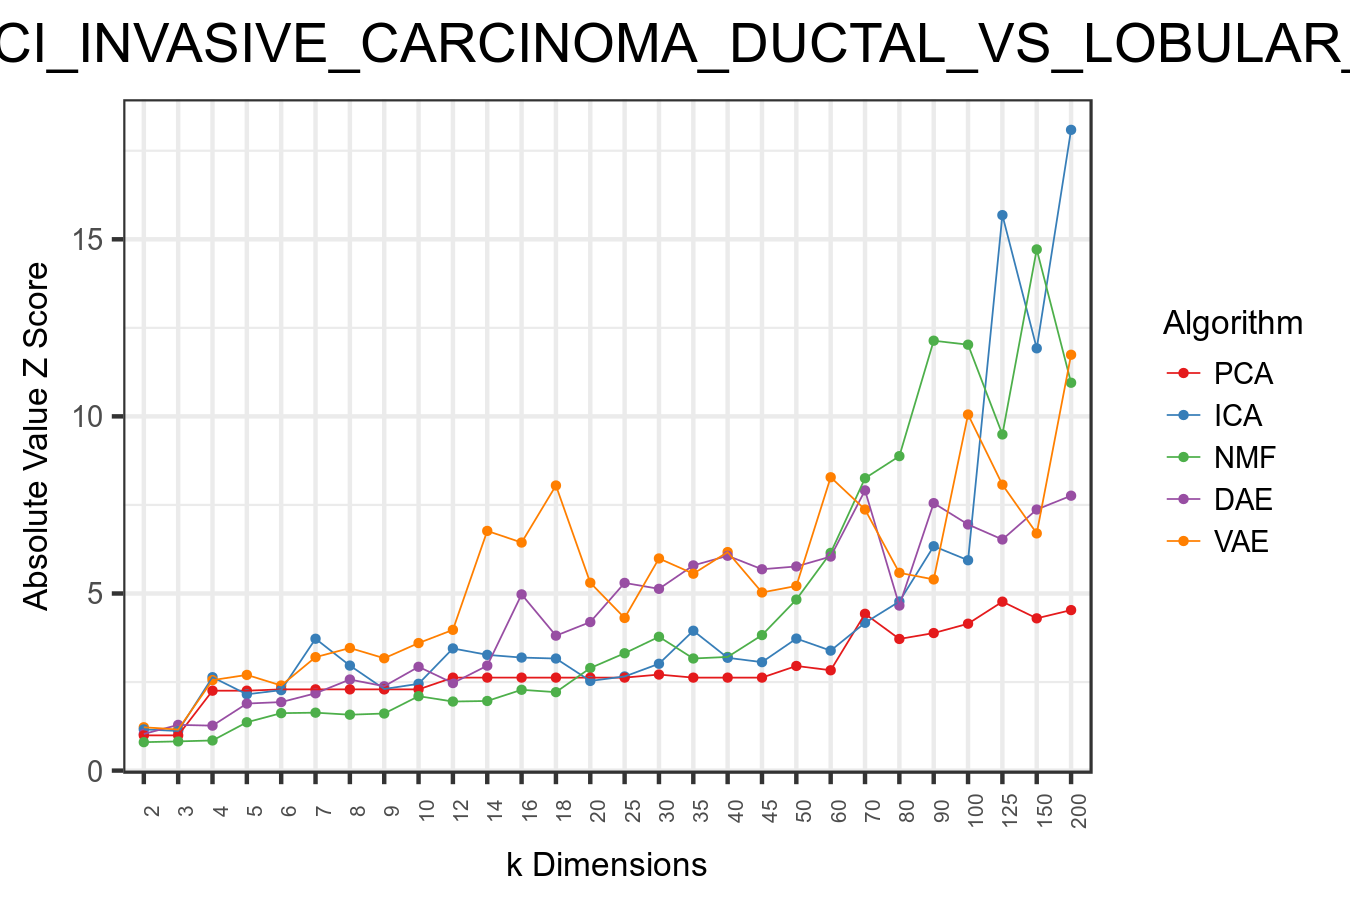 CI_INVASIVE_CARCINOMA_DUCTAL_VS_LOBULAR_
Absolute Value Z Score
15
10
5
0
2 3 4 5 6 7 8 9 10 12 14 16 18 20 25 30 35 40 45 50 60 70 80 90 100 125 150 200
k Dimensions
Algorithm
PCA
ICA
NMF
DAE
VAE